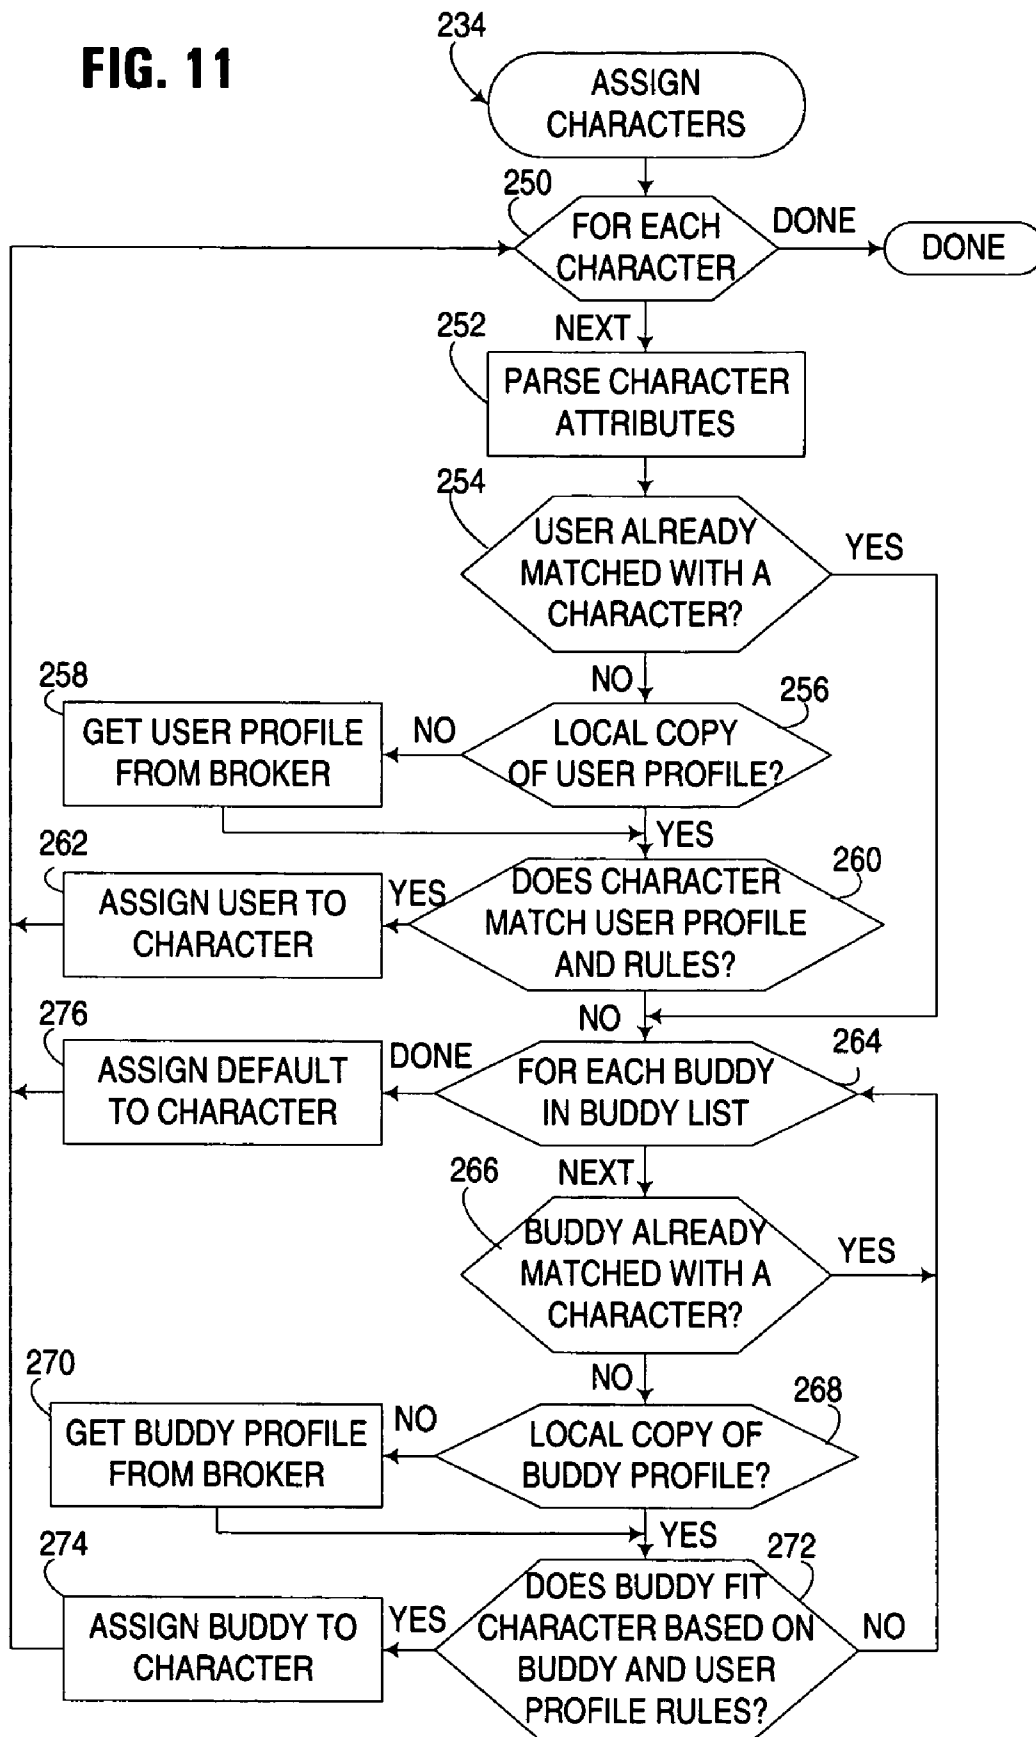 FIG. 11
234
ASSIGN
CHARACTERS
250
FOR EACH
CHARACTER
DONE
DONE
NEXT
252
PARSE CHARACTER
ATTRIBUTES
254
USER ALREADY
MATCHED WITH A
CHARACTER?
YES
NO
258
GET USER PROFILE
FROM BROKER
NO
256
LOCAL COPY
OF USER PROFILE?
YES
262
ASSIGN USER TO
CHARACTER
YES
260
DOES CHARACTER
MATCH USER PROFILE
AND RULES?
NO
276
ASSIGN DEFAULT
TO CHARACTER
DONE
264
FOR EACH BUDDY
IN BUDDY LIST
NEXT
266
BUDDY ALREADY
MATCHED WITH A
CHARACTER?
YES
NO
270
GET BUDDY PROFILE
FROM BROKER
NO
268
LOCAL COPY OF
BUDDY PROFILE?
YES
274
ASSIGN BUDDY TO
CHARACTER
YES
272
DOES BUDDY FIT
CHARACTER BASED ON
BUDDY AND USER
PROFILE RULES?
NO